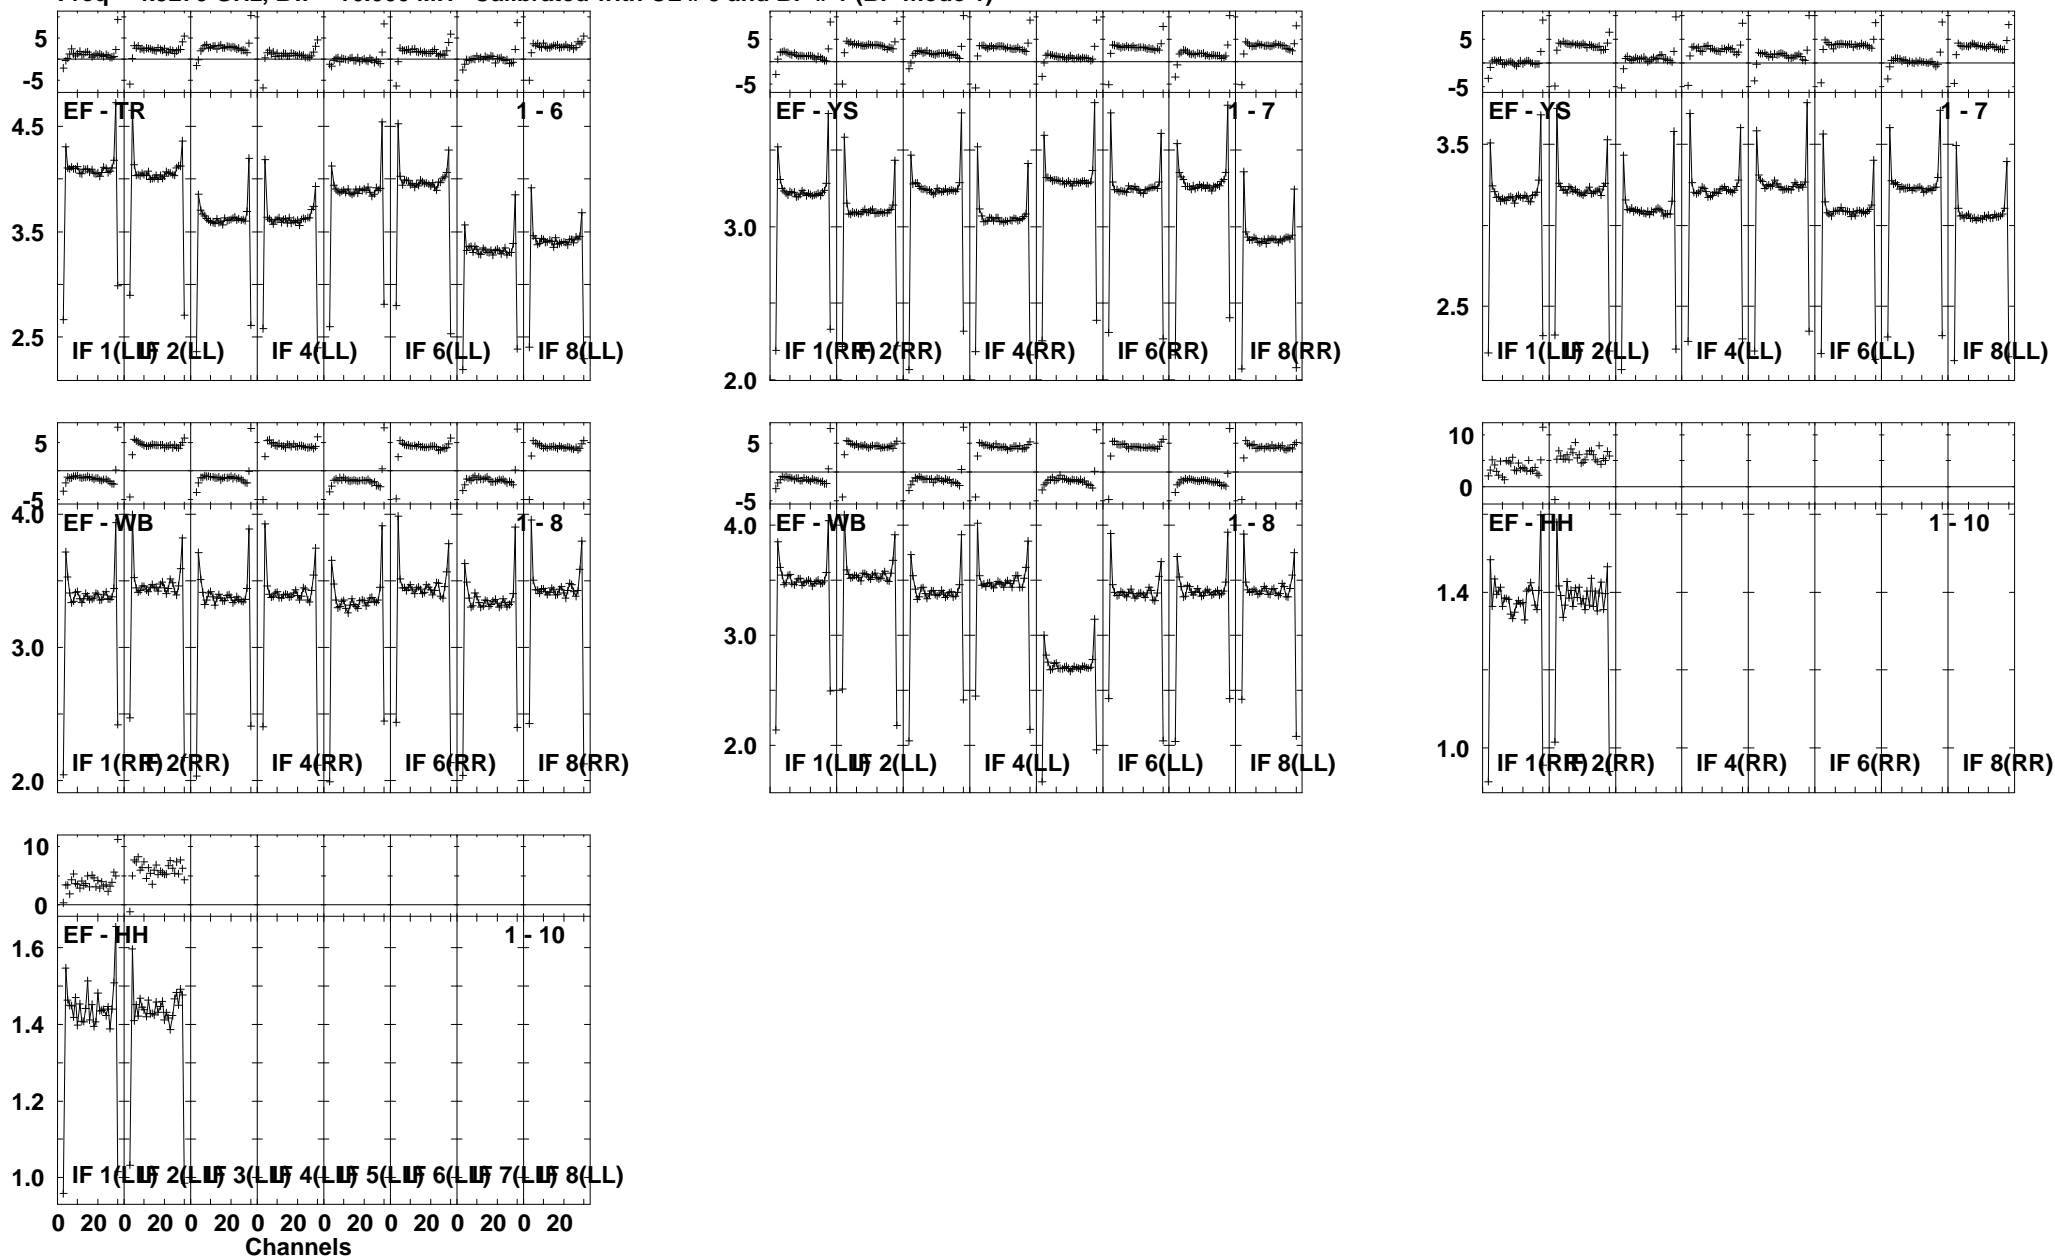 5 5 5
-5 -5 -5
EF - TR 1 - 6 EF - YS 1 - 7 EF - YS 1 - 7
4.5
3.5
3.5
3.0
2.5 2.5
IF 1(LL) IF 2(LL) IF 4(LL) IF 6(LL) IF 8(LL) IF 1(RR) IF 2(RR) IF 4(RR) IF 6(RR) IF 8(RR) IF 1(LL) IF 2(LL) IF 4(LL) IF 6(LL) IF 8(LL)
2.0
5 5 10
-5 -5 0
4.0 EF - WB 1 - 8 4.0 EF - WB 1 - 8 EF - HH 1 - 10
1.4
3.0 3.0
2.0 1.0
IF 1(RR) IF 2(RR) IF 4(RR) IF 6(RR) IF 8(RR) IF 1(LL) IF 2(LL) IF 4(LL) IF 6(LL) IF 8(LL) IF 1(RR) IF 2(RR) IF 4(RR) IF 6(RR) IF 8(RR)
2.0
10
0
EF - HH 1 - 10
1.6
1.4
1.2
1.0 IF 1(LL) IF 2(LL) IF 3(LL) IF 4(LL) IF 5(LL) IF 6(LL) IF 7(LL) IF 8(LL)
0 20 0 20 0 20 0 20 0 20 0 20 0 20 0 20
Channels